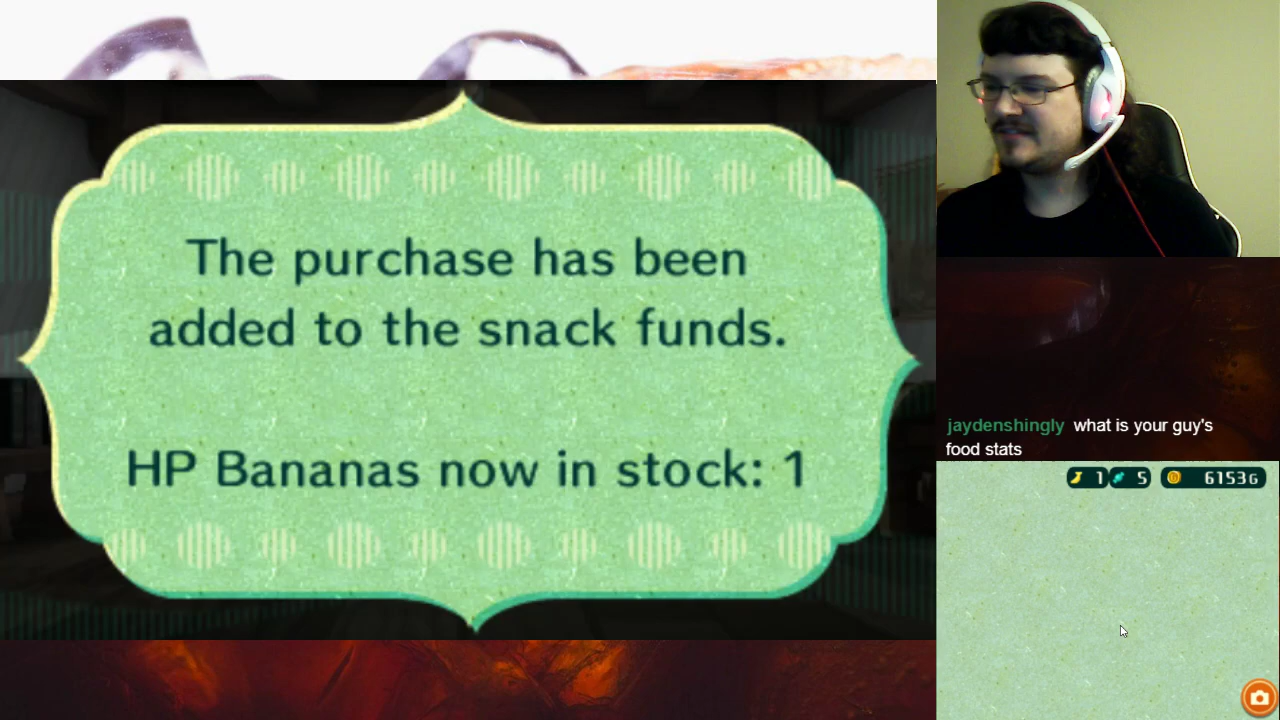 The purchase has been
added to the snack funds.
HP Bananas now in stock: 1
jaydenshingly what is your guy's
food stats
1 5 6153G